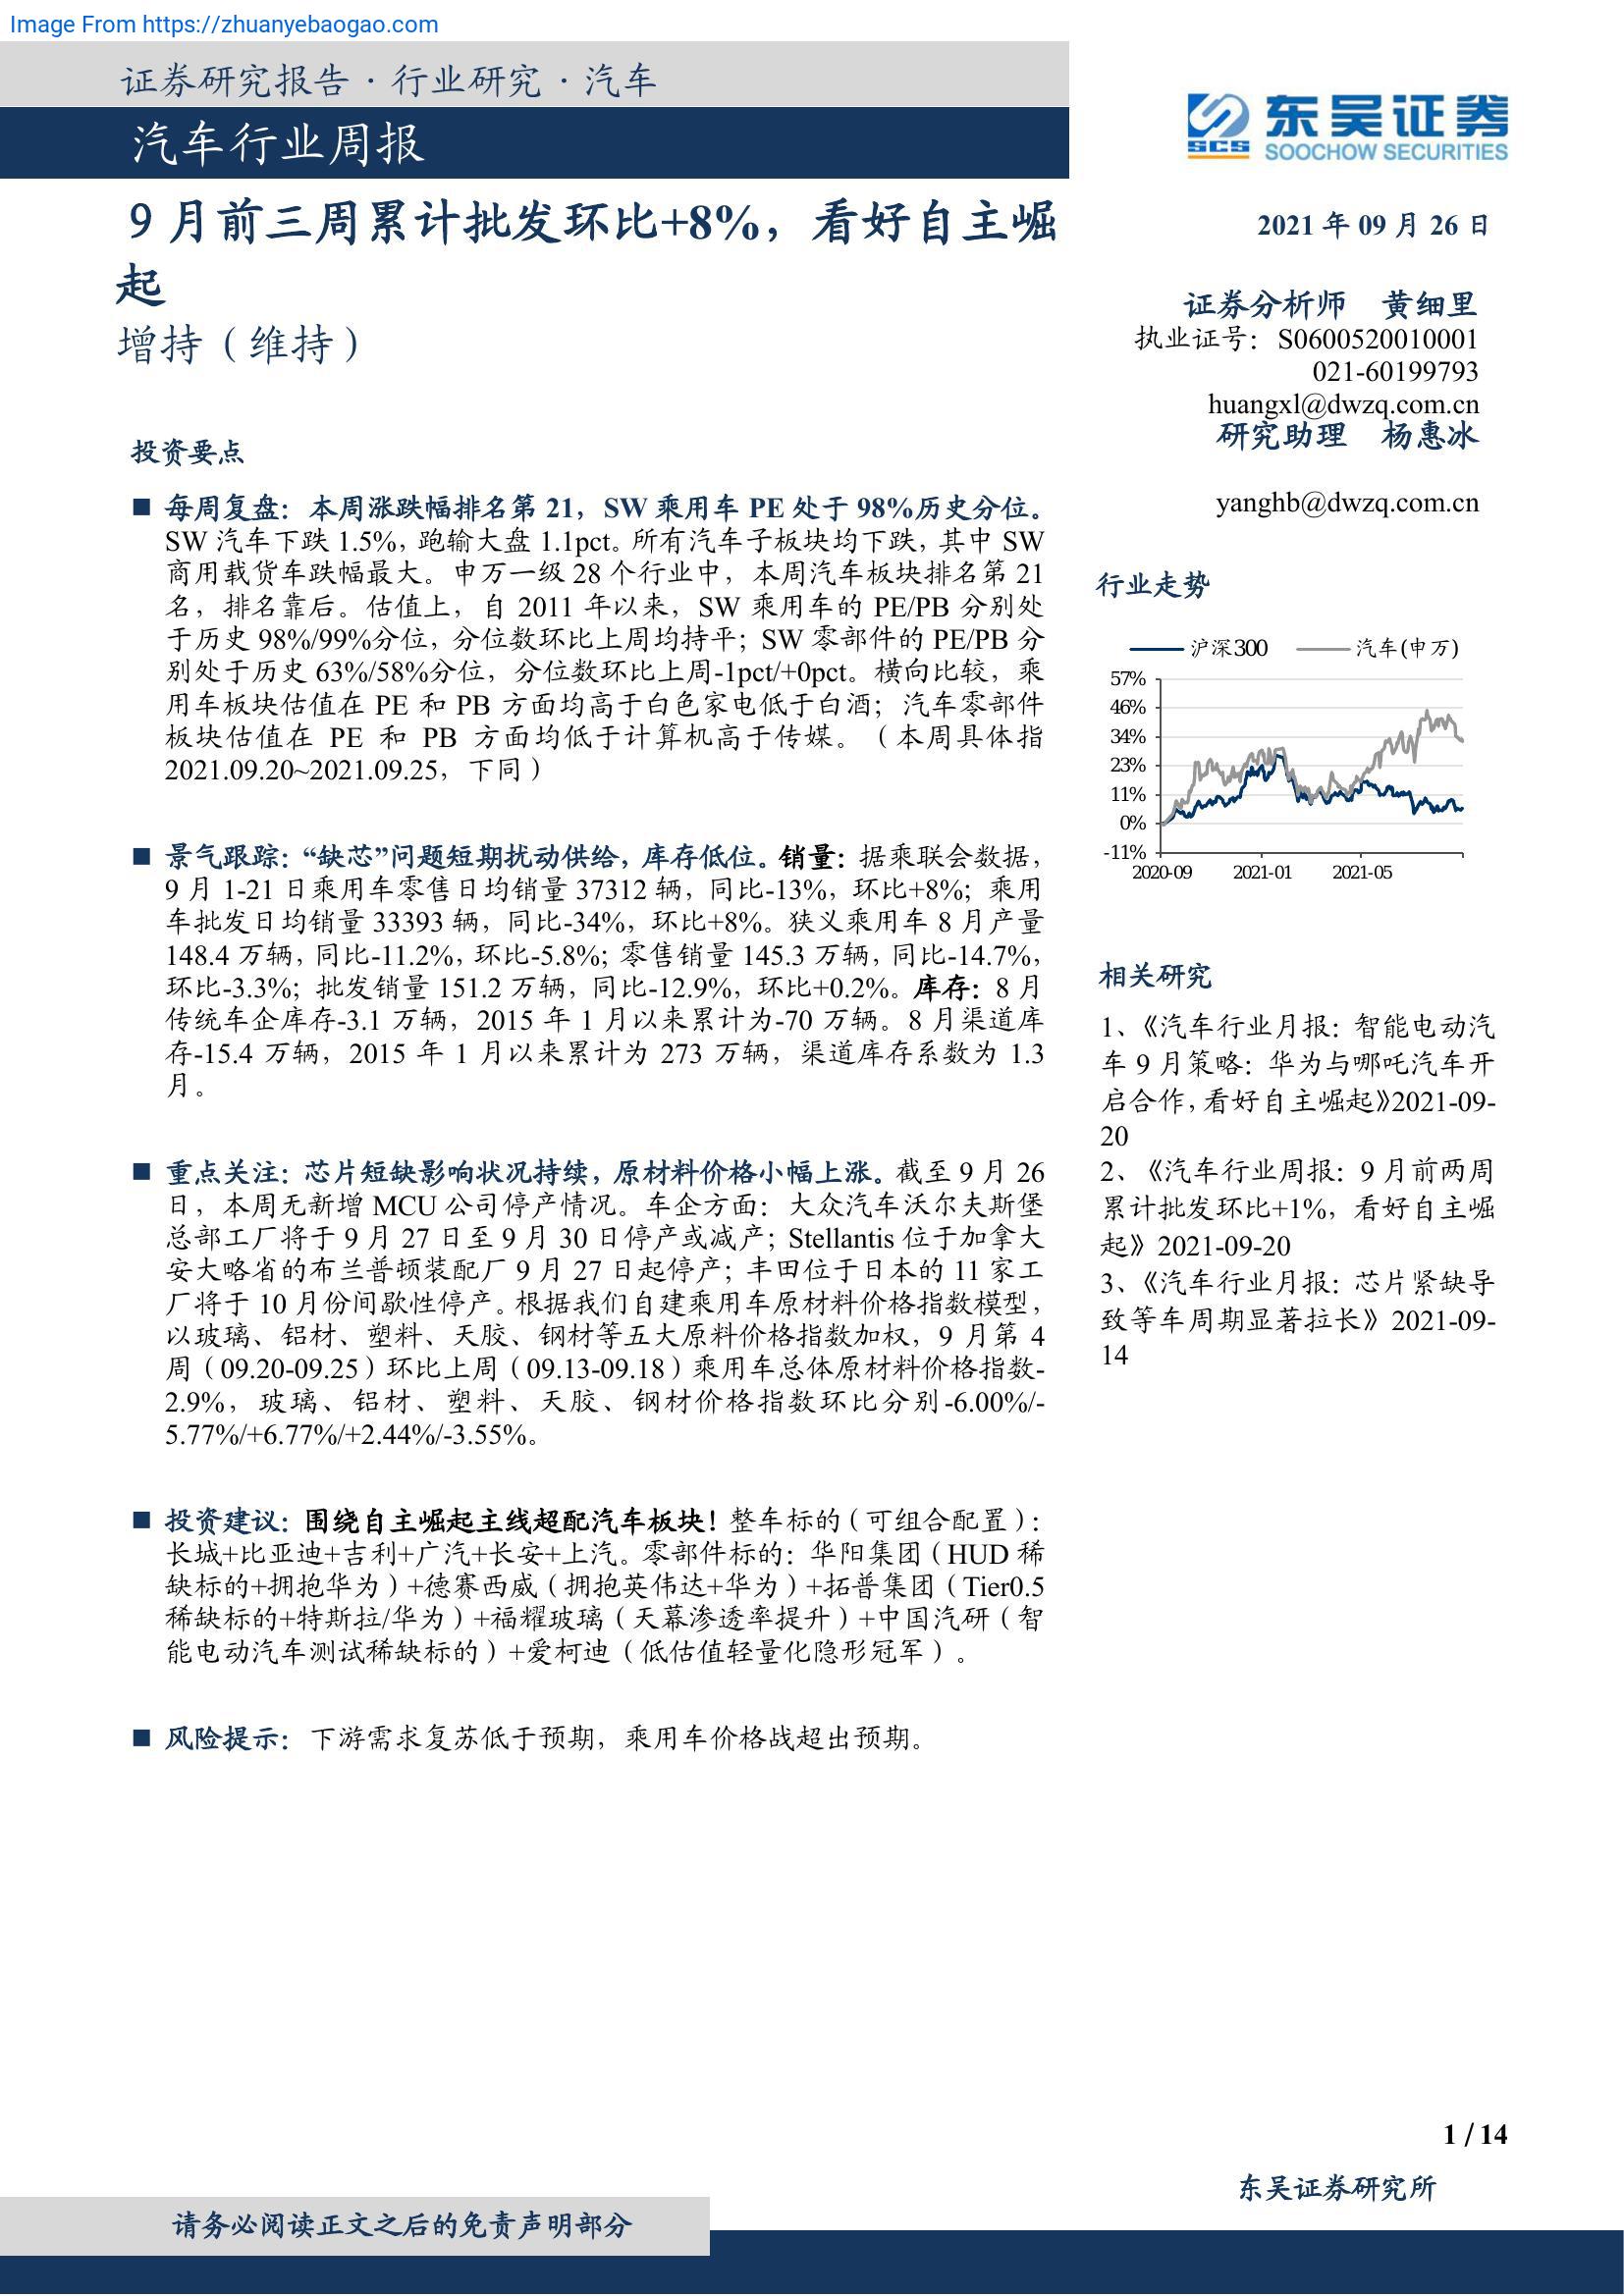 Image From https://zhuanyebaogao.com
证券研究报告·行业研究·汽车
汽车行业周报
东吴证券
SCS SOOCHOW SECURITIES
9 月前三周累计批发环比+8%，看好自主崛
起
增持（维持）
2021 年 09 月 26 日
证券分析师 黄细里
执业证号：S0600520010001
021-60199793
huangxl@dwzq.com.cn
研究助理 杨惠冰
yanghb@dwzq.com.cn
投资要点
■ 每周复盘：本周涨跌幅排名第 21，SW 乘用车 PE 处于 98%历史分位。
SW 汽车下跌 1.5%，跑输大盘 1.1pct。所有汽车子板块均下跌，其中 SW
商用载货车跌幅最大。申万一级 28 个行业中，本周汽车板块排名第 21
名，排名靠后。估值上，自 2011 年以来，SW 乘用车的 PE/PB 分别处
于历史 98%/99%分位，分位数环比上周均持平；SW 零部件的 PE/PB 分
别处于历史 63%/58%分位，分位数环比上周-1pct/+0pct。横向比较，乘
用车板块估值在 PE 和 PB 方面均高于白色家电低于白酒；汽车零部件
板块估值在 PE 和 PB 方面均低于计算机高于传媒。（本周具体指
2021.09.20~2021.09.25，下同）
■ 景气跟踪：“缺芯”问题短期扰动供给，库存低位。销量：据乘联会数据，
9 月 1-21 日乘用车零售日均销量 37312 辆，同比-13%，环比+8%；乘用
车批发日均销量 33393 辆，同比-34%，环比+8%。狭义乘用车 8 月产量
148.4 万辆，同比-11.2%，环比-5.8%；零售销量 145.3 万辆，同比-14.7%，
环比-3.3%；批发销量 151.2 万辆，同比-12.9%，环比+0.2%。库存：8 月
传统车企库存-3.1 万辆，2015 年 1 月以来累计为-70 万辆。8 月渠道库
存-15.4 万辆，2015 年 1 月以来累计为 273 万辆，渠道库存系数为 1.3
月。
■ 重点关注：芯片短缺影响状况持续，原材料价格小幅上涨。截至 9 月 26
日，本周无新增 MCU 公司停产情况。车企方面：大众汽车沃尔夫斯堡
总部工厂将于 9 月 27 日至 9 月 30 日停产或减产；Stellantis 位于加拿大
安大略省的布兰普顿装配厂 9 月 27 日起停产；丰田位于日本的 11 家工
厂将于 10 月份间歇性停产。根据我们自建乘用车原材料价格指数模型，
以玻璃、铝材、塑料、天胶、钢材等五大原料价格指数加权，9 月第 4
周（09.20-09.25）环比上周（09.13-09.18）乘用车总体原材料价格指数-
2.9%，玻璃、铝材、塑料、天胶、钢材价格指数环比分别-6.00%/-
5.77%/+6.77%/+2.44%/-3.55%。
■ 投资建议：围绕自主崛起主线超配汽车板块！整车标的（可组合配置）：
长城+比亚迪+吉利+广汽+长安+上汽。零部件标的：华阳集团（HUD 稀
缺标的+拥抱华为）+德赛西威（拥抱英伟达+华为）+拓普集团（Tier0.5
稀缺标的+特斯拉/华为）+福耀玻璃（天幕渗透率提升）+中国汽研（智
能电动汽车测试稀缺标的）+爱柯迪（低估值轻量化隐形冠军）。
■ 风险提示：下游需求复苏低于预期，乘用车价格战超出预期。
行业走势
沪深300 汽车(申万)
57%
46%
34%
23%
11%
0%
-11%
2020-09 2021-01 2021-05
相关研究
1、《汽车行业月报：智能电动汽
车 9 月策略：华为与哪吒汽车开
启合作，看好自主崛起》2021-09-
20
2、《汽车行业周报：9 月前两周
累计批发环比+1%，看好自主崛
起》2021-09-20
3、《汽车行业月报：芯片紧缺导
致等车周期显著拉长》2021-09-
14
1 / 14
东吴证券研究所
请务必阅读正文之后的免责声明部分